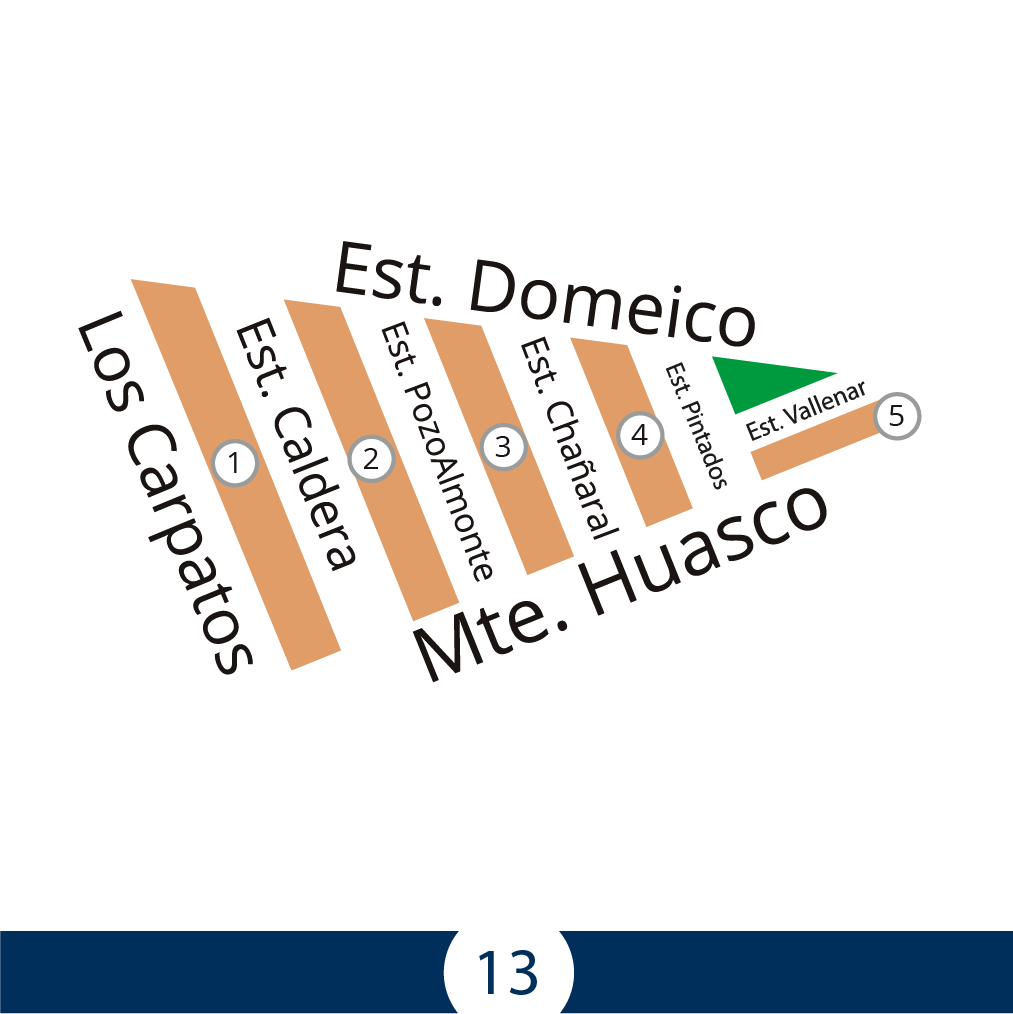 Est. Domeico
Los Carpatos
1
Est. Caldera
2
Est. PozoAlmonte
3
Est. Chañaral
4
Est. Pintados
Est. Vallenar
5
Mte. Huasco
13